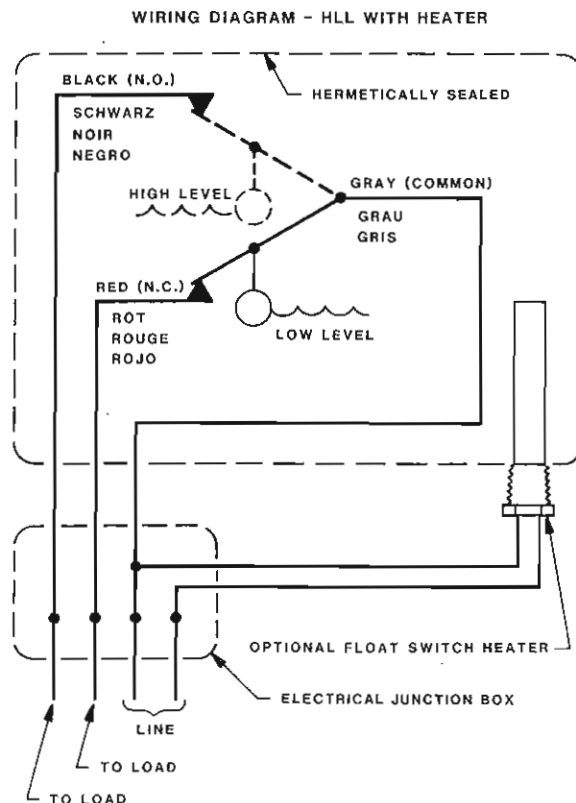 WIRING DIAGRAM - HLL WITH HEATER
BLACK (N.O.)
HERMETICALLY SEALED
SCHWARZ
NOIR
NEGRO
GRAY (COMMON)
HIGH LEVEL
GRAU
GRIS
RED (N.C.)
ROT
ROUGE
ROJO
LOW LEVEL
OPTIONAL FLOAT SWITCH HEATER
ELECTRICAL JUNCTION BOX
LINE
TO LOAD
TO LOAD